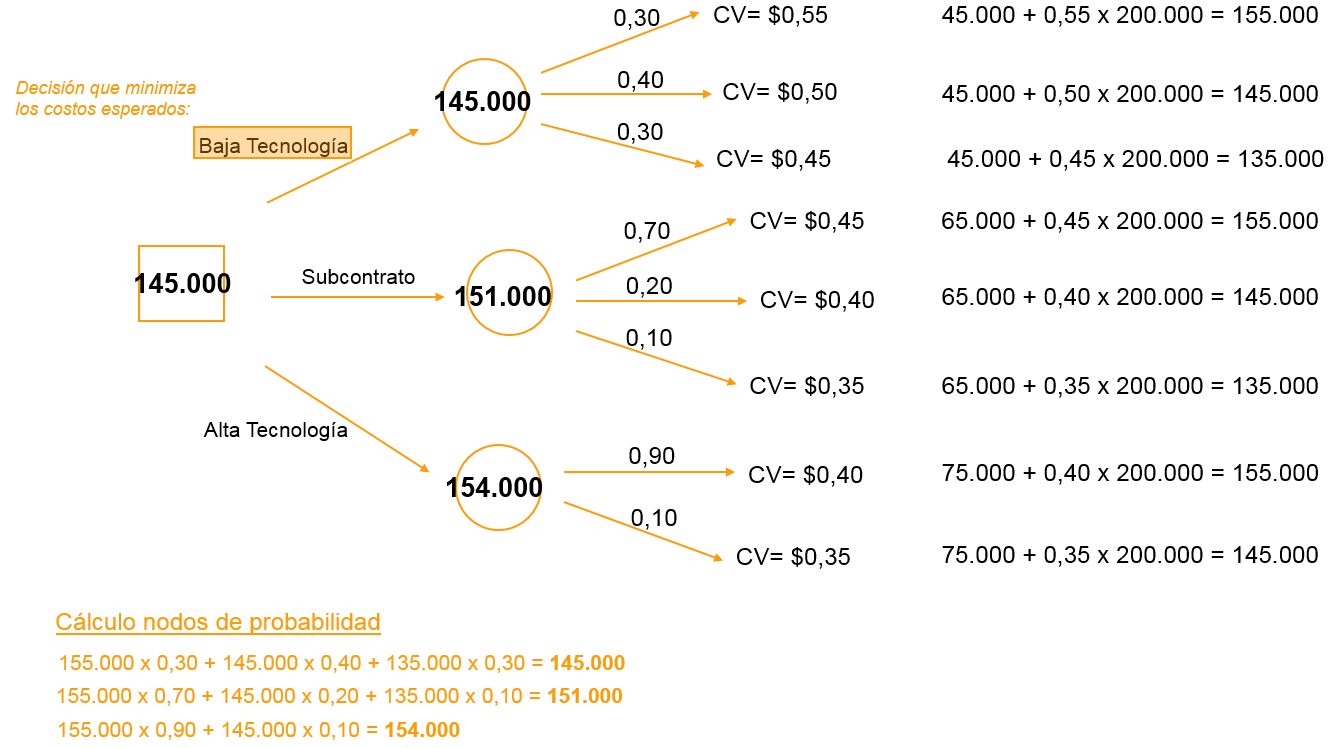 0,30
CV= $0,55
45.000 + 0,55 x 200.000 = 155.000
Decisión que minimiza
los costos esperados:
0,40
CV= $0,50
45.000 + 0,50 x 200.000 = 145.000
145.000
Baja Tecnología
0,30
CV= $0,45
45.000 + 0,45 x 200.000 = 135.000
0,70
CV= $0,45
65.000 + 0,45 x 200.000 = 155.000
145.000
Subcontrato
151.000
0,20
CV= $0,40
65.000 + 0,40 x 200.000 = 145.000
0,10
CV= $0,35
65.000 + 0,35 x 200.000 = 135.000
Alta Tecnología
154.000
0,90
CV= $0,40
75.000 + 0,40 x 200.000 = 155.000
0,10
CV= $0,35
75.000 + 0,35 x 200.000 = 145.000
Cálculo nodos de probabilidad
155.000 x 0,30 + 145.000 x 0,40 + 135.000 x 0,30 = 145.000
155.000 x 0,70 + 145.000 x 0,20 + 135.000 x 0,10 = 151.000
155.000 x 0,90 + 145.000 x 0,10 = 154.000